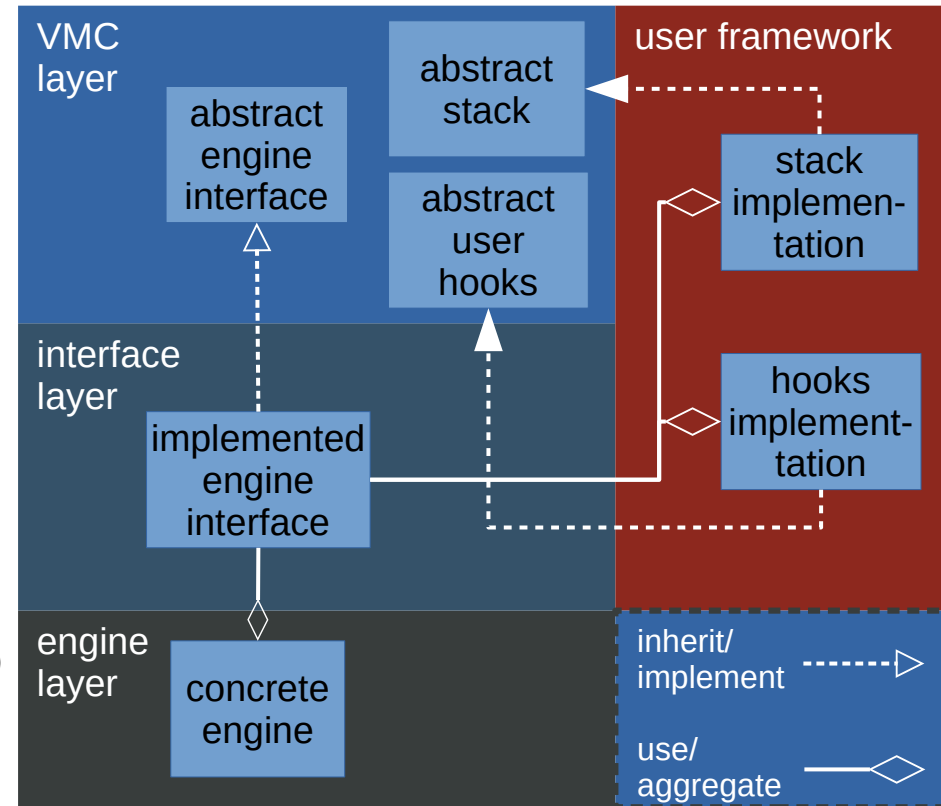 VMC
layer
abstract
engine
interface
abstract
stack
abstract
user
hooks
user framework
stack
implemen-
tation
hooks
implement-
tation
interface
layer
implemented
engine
interface
engine
layer
concrete
engine
inherit/
implement
use/
aggregate